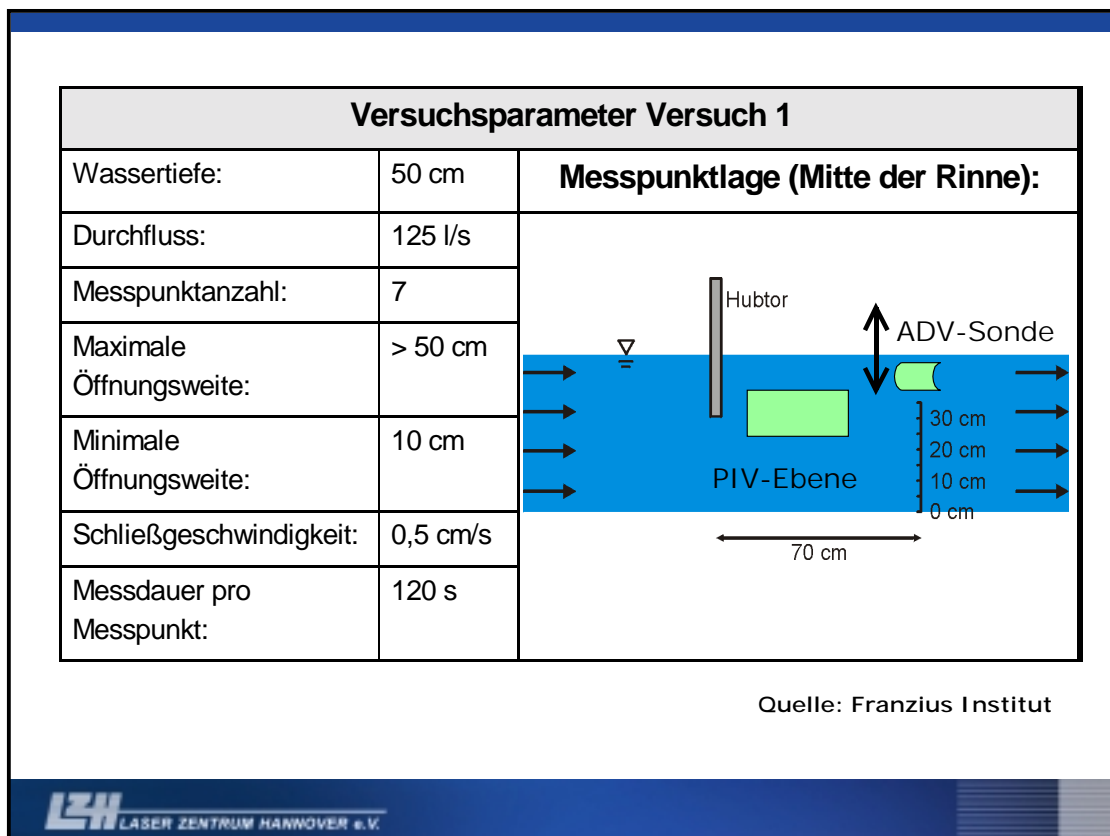 Versuchsparameter Versuch 1
Wassertiefe: 50 cm
Messpunktlage (Mitte der Rinne):
Durchfluss: 125 l/s
Messpunktanzahl: 7
Maximale
Öffnungsweite: > 50 cm
Minimale
Öffnungsweite: 10 cm
Schließgeschwindigkeit: 0,5 cm/s
Messdauer pro
Messpunkt: 120 s
Hubtor
ADV-Sonde
30 cm
20 cm
PIV-Ebene
10 cm
0 cm
70 cm
Quelle: Franzius Institut
LZH LASER ZENTRUM HANNOVER e.V.